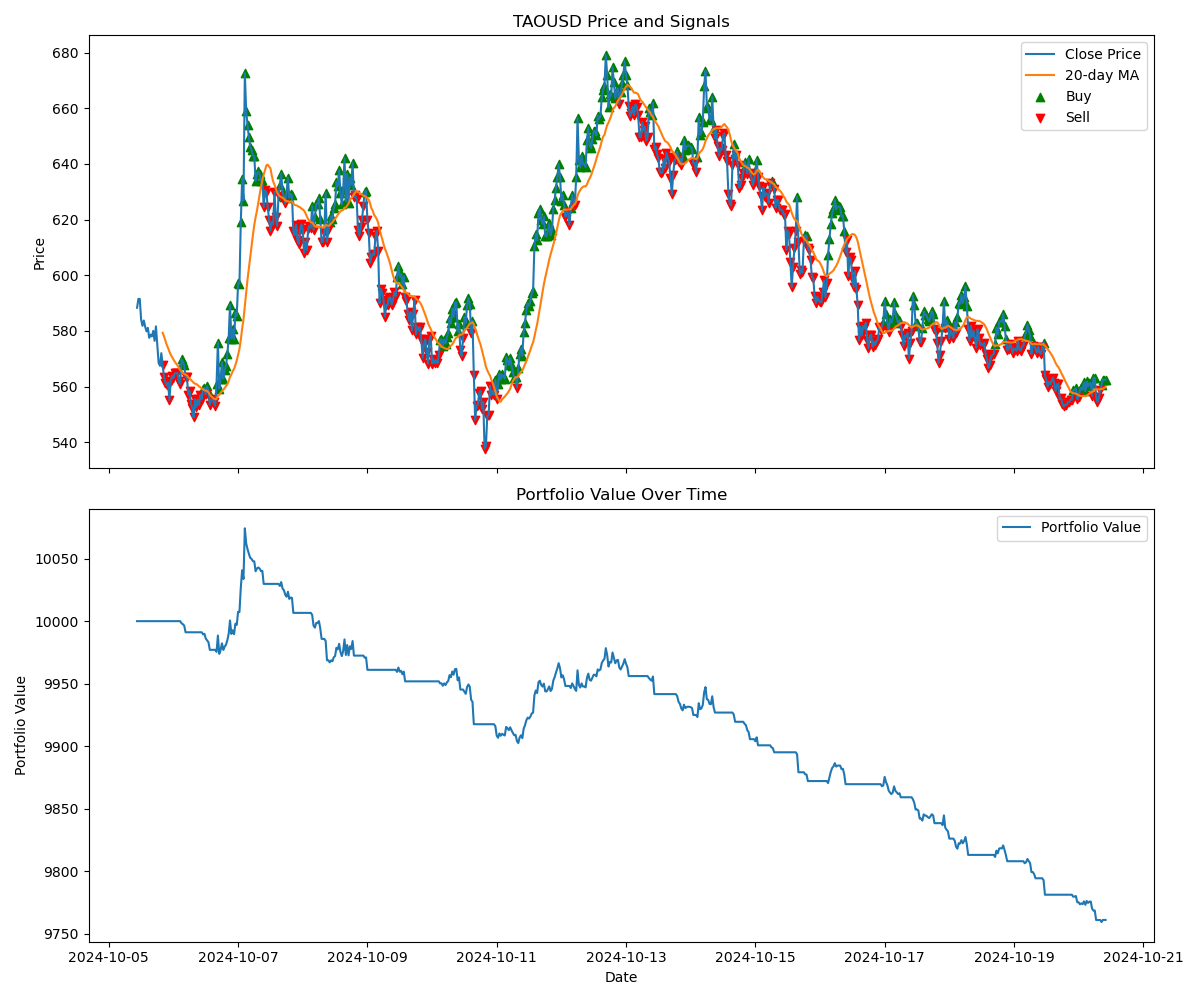 TAOUSD Price and Signals
Price
680
660
640
620
600
580
560
540
Close Price
20-day MA
Buy
Sell
Portfolio Value Over Time
Portfolio Value
10050
10000
9950
9900
9850
9800
9750
Portfolio Value
2024-10-05 2024-10-07 2024-10-09 2024-10-11 2024-10-13 2024-10-15 2024-10-17 2024-10-19 2024-10-21
Date